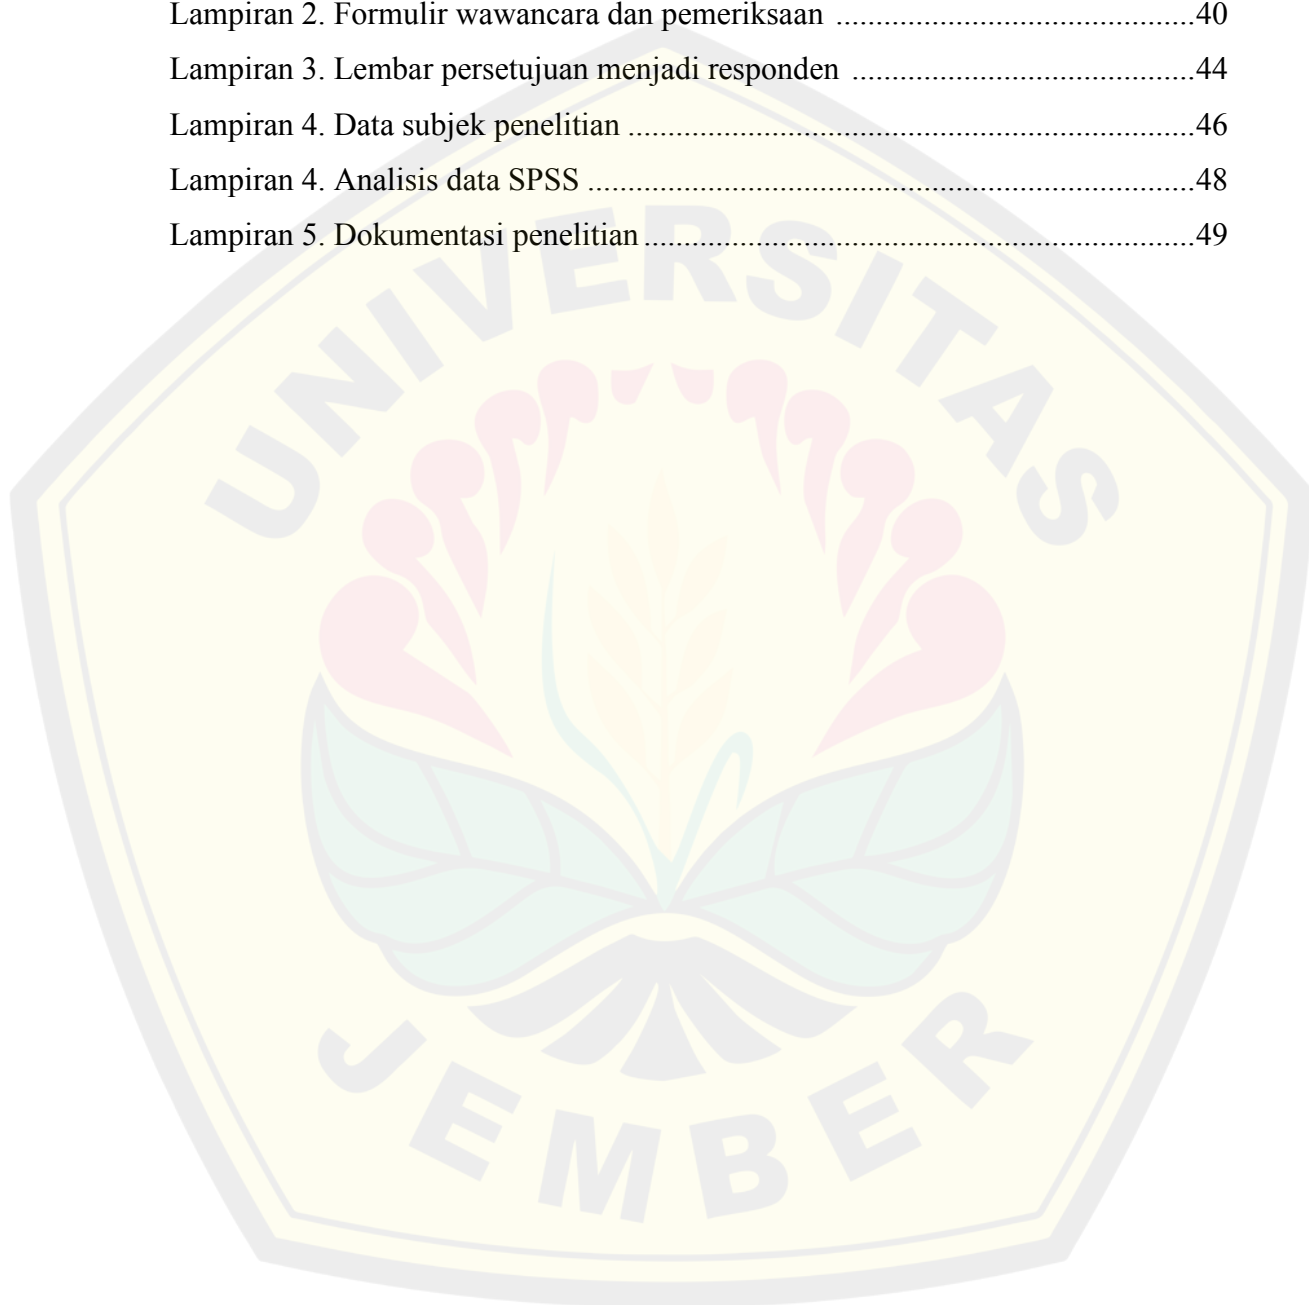 Lampiran 2. Formulir wawancara dan pemeriksaan ............................................40
Lampiran 3. Lembar persetujuan menjadi responden ..........................................44
Lampiran 4. Data subjek penelitian .....................................................................46
Lampiran 4. Analisis data SPSS ..........................................................................48
Lampiran 5. Dokumentasi penelitian ...................................................................49
UNIVERSITAS
JEMBER